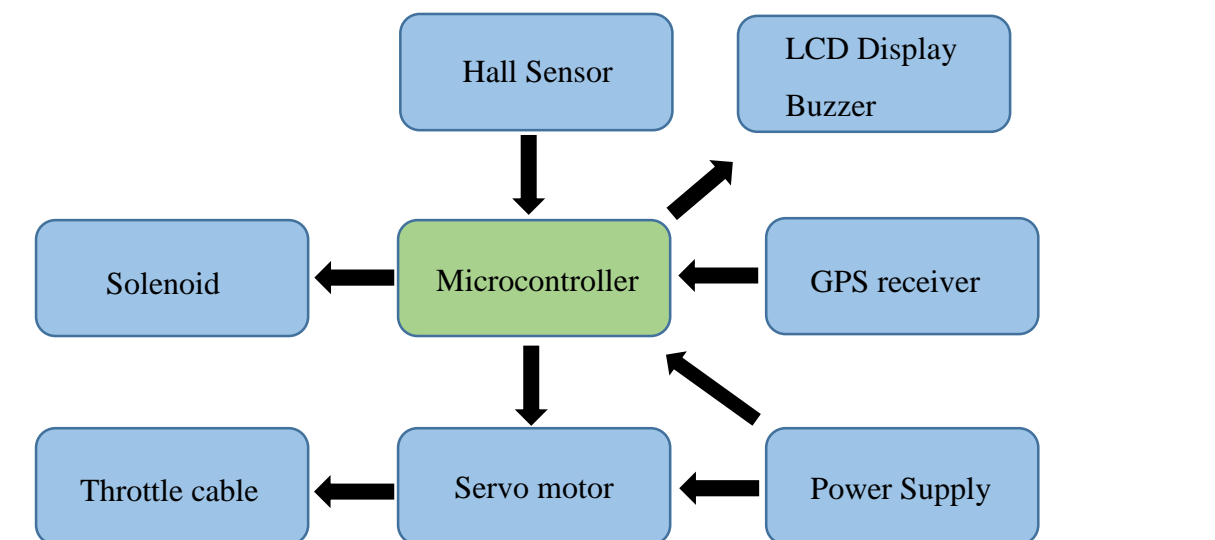 Hall Sensor
LCD Display
Buzzer
Solenoid
Microcontroller
GPS receiver
Throttle cable
Servo motor
Power Supply